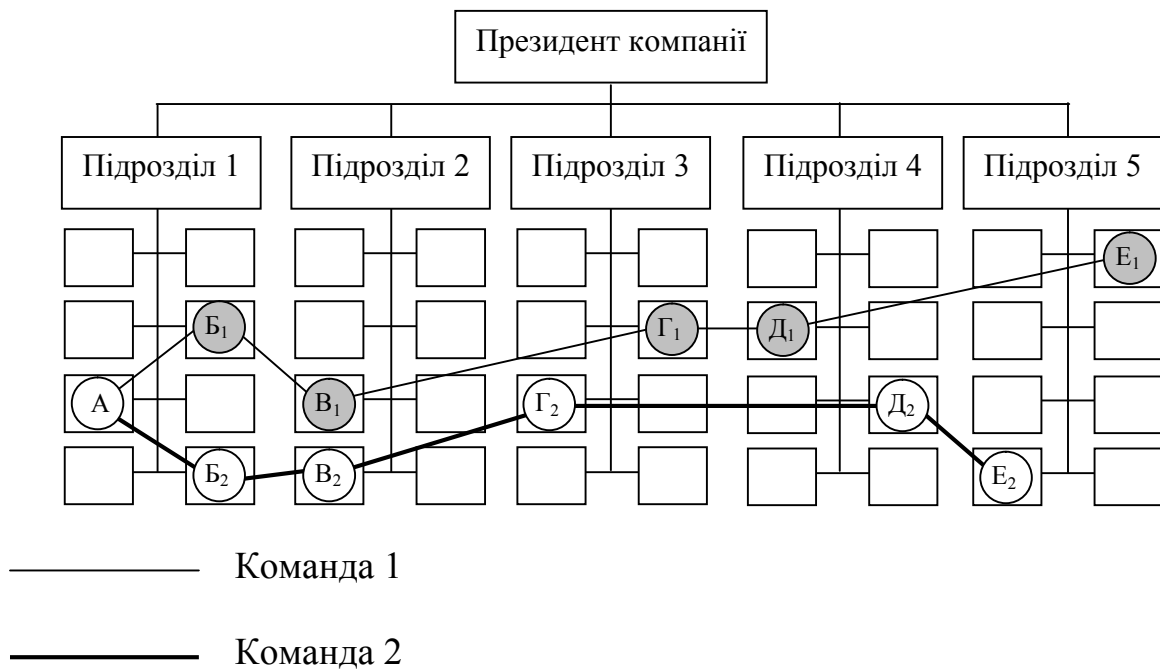 Президент компанії
Підрозділ 1 Підрозділ 2 Підрозділ 3 Підрозділ 4 Підрозділ 5
Е₁
Б₁ Г₁ Д₁
А В₁ Г₂ Д₂
Б₂ В₂ Е₂
Команда 1
Команда 2